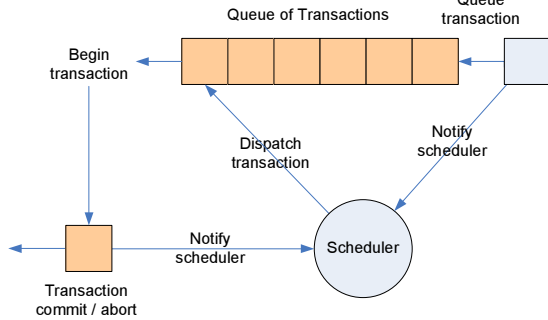 Queue
transaction
Queue of Transactions
Begin
transaction
Notify
scheduler
Dispatch
transaction
Notify
scheduler
Scheduler
Transaction
commit / abort